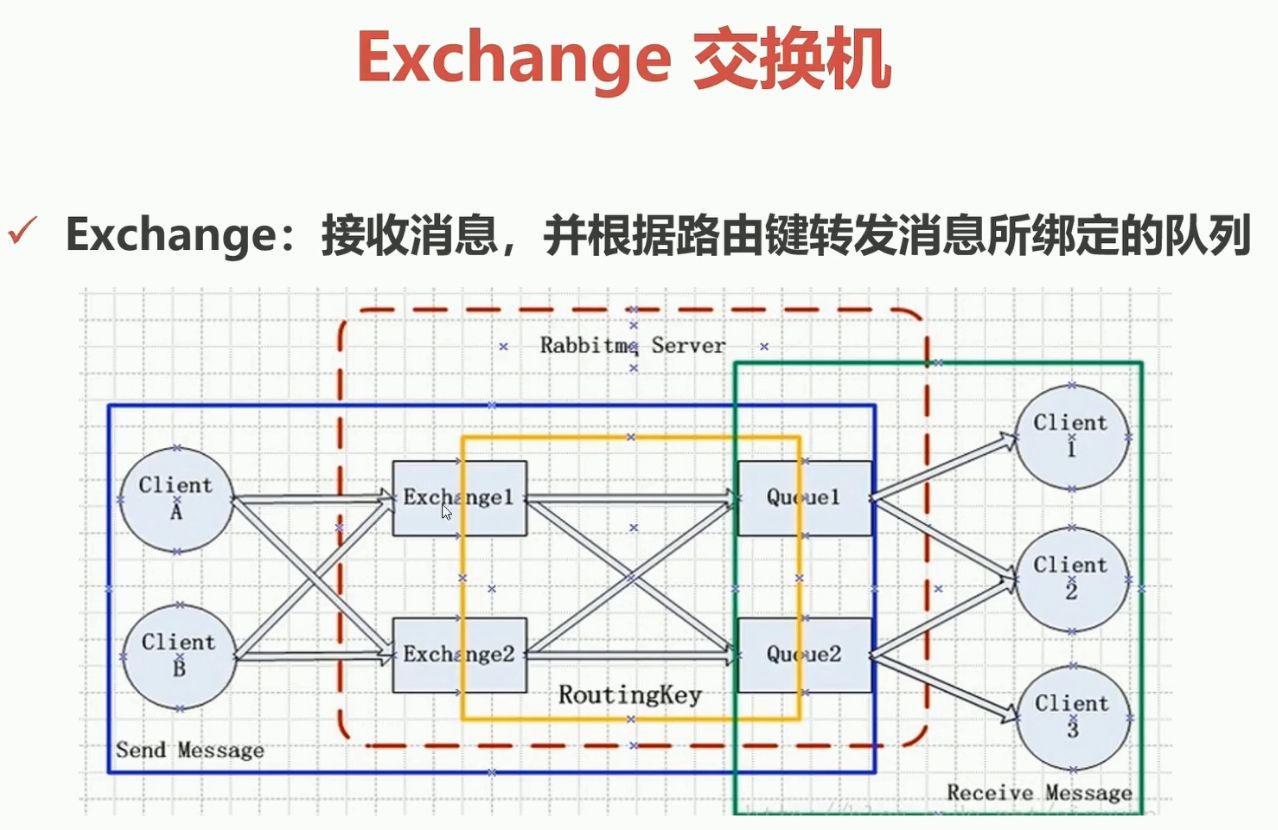 Exchange 交换机
✓ Exchange：接收消息，并根据路由键转发消息所绑定的队列
Rabbitmq Server
Client
A
Exchange1
Queue1
Client
1
Client
2
Client
B
Exchange2
Queue2
RoutingKey
Client
3
Send Message
Receive Message